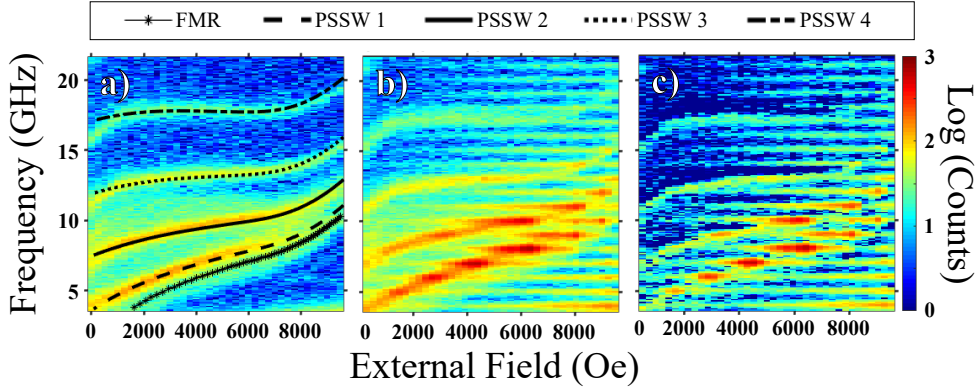 FMR PSSW 1 PSSW 2 PSSW 3 PSSW 4
a) b) c)
Frequency (GHz)
20
15
10
5
0 2000 4000 6000 8000
0 2000 4000 6000 8000
0 2000 4000 6000 8000
External Field (Oe)
3
2
1
0
Log (Counts)